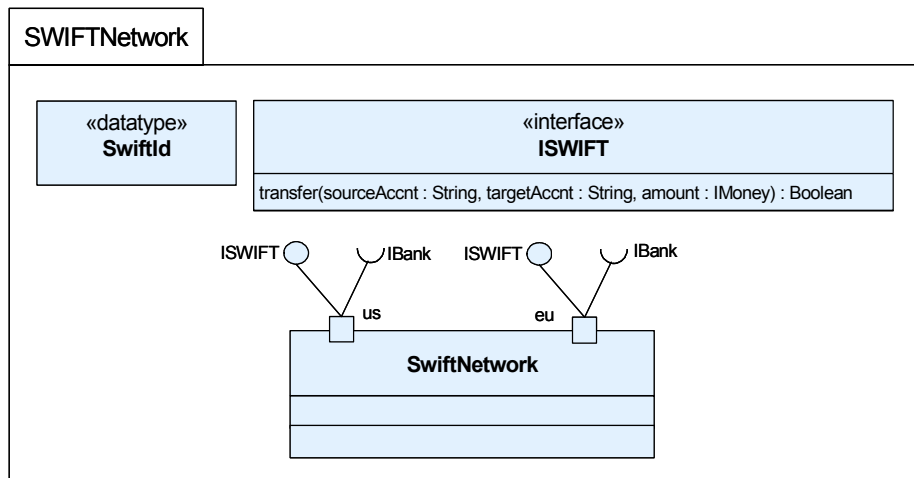 SWIFTNetwork
«datatype»
SwiftId
«interface»
ISWIFT
transfer(sourceAccnt : String, targetAccnt : String, amount : IMoney) : Boolean
ISWIFT
IBank
ISWIFT
IBank
us
eu
SwiftNetwork